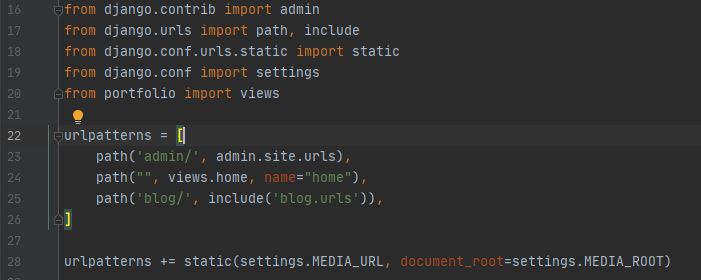 16 from django.contrib import admin
17 from django.urls import path, include
18 from django.conf.urls.static import static
19 from django.conf import settings
20 from portfolio import views
21
22 urlpatterns = [
23     path('admin/', admin.site.urls),
24     path("", views.home, name="home"),
25     path('blog/', include('blog.urls')),
26 ]
27
28 urlpatterns += static(settings.MEDIA_URL, document_root=settings.MEDIA_ROOT)